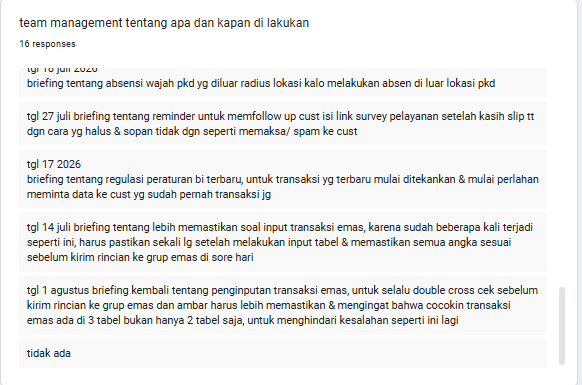 team management tentang apa dan kapan di lakukan
16 responses
tgl 16 juli 2026
briefing tentang absensi wajah pkd yg diluar radius lokasi kalo melakukan absen di luar lokasi pkd
tgl 27 juli briefing tentang reminder untuk memfollow up cust isi link survey pelayanan setelah kasih slip tt
dgn cara yg halus & sopan tidak dgn seperti memaksa/ spam ke cust
tgl 17 2026
briefing tentang regulasi peraturan bi terbaru, untuk transaksi yg terbaru mulai ditekankan & mulai perlahan
meminta data ke cust yg sudah pernah transaksi jg
tgl 14 juli briefing tentang lebih memastikan soal input transaksi emas, karena sudah beberapa kali terjadi
seperti ini, harus pastikan sekali lg setelah melakukan input tabel & memastikan semua angka sesuai
sebelum kirim rincian ke grup emas di sore hari
tgl 1 agustus briefing kembali tentang penginputan transaksi emas, untuk selalu double cross cek sebelum
kirim rincian ke grup emas dan ambar harus lebih memastikan & mengingat bahwa cocokin transaksi
emas ada di 3 tabel bukan hanya 2 tabel saja, untuk menghindari kesalahan seperti ini lagi
tidak ada